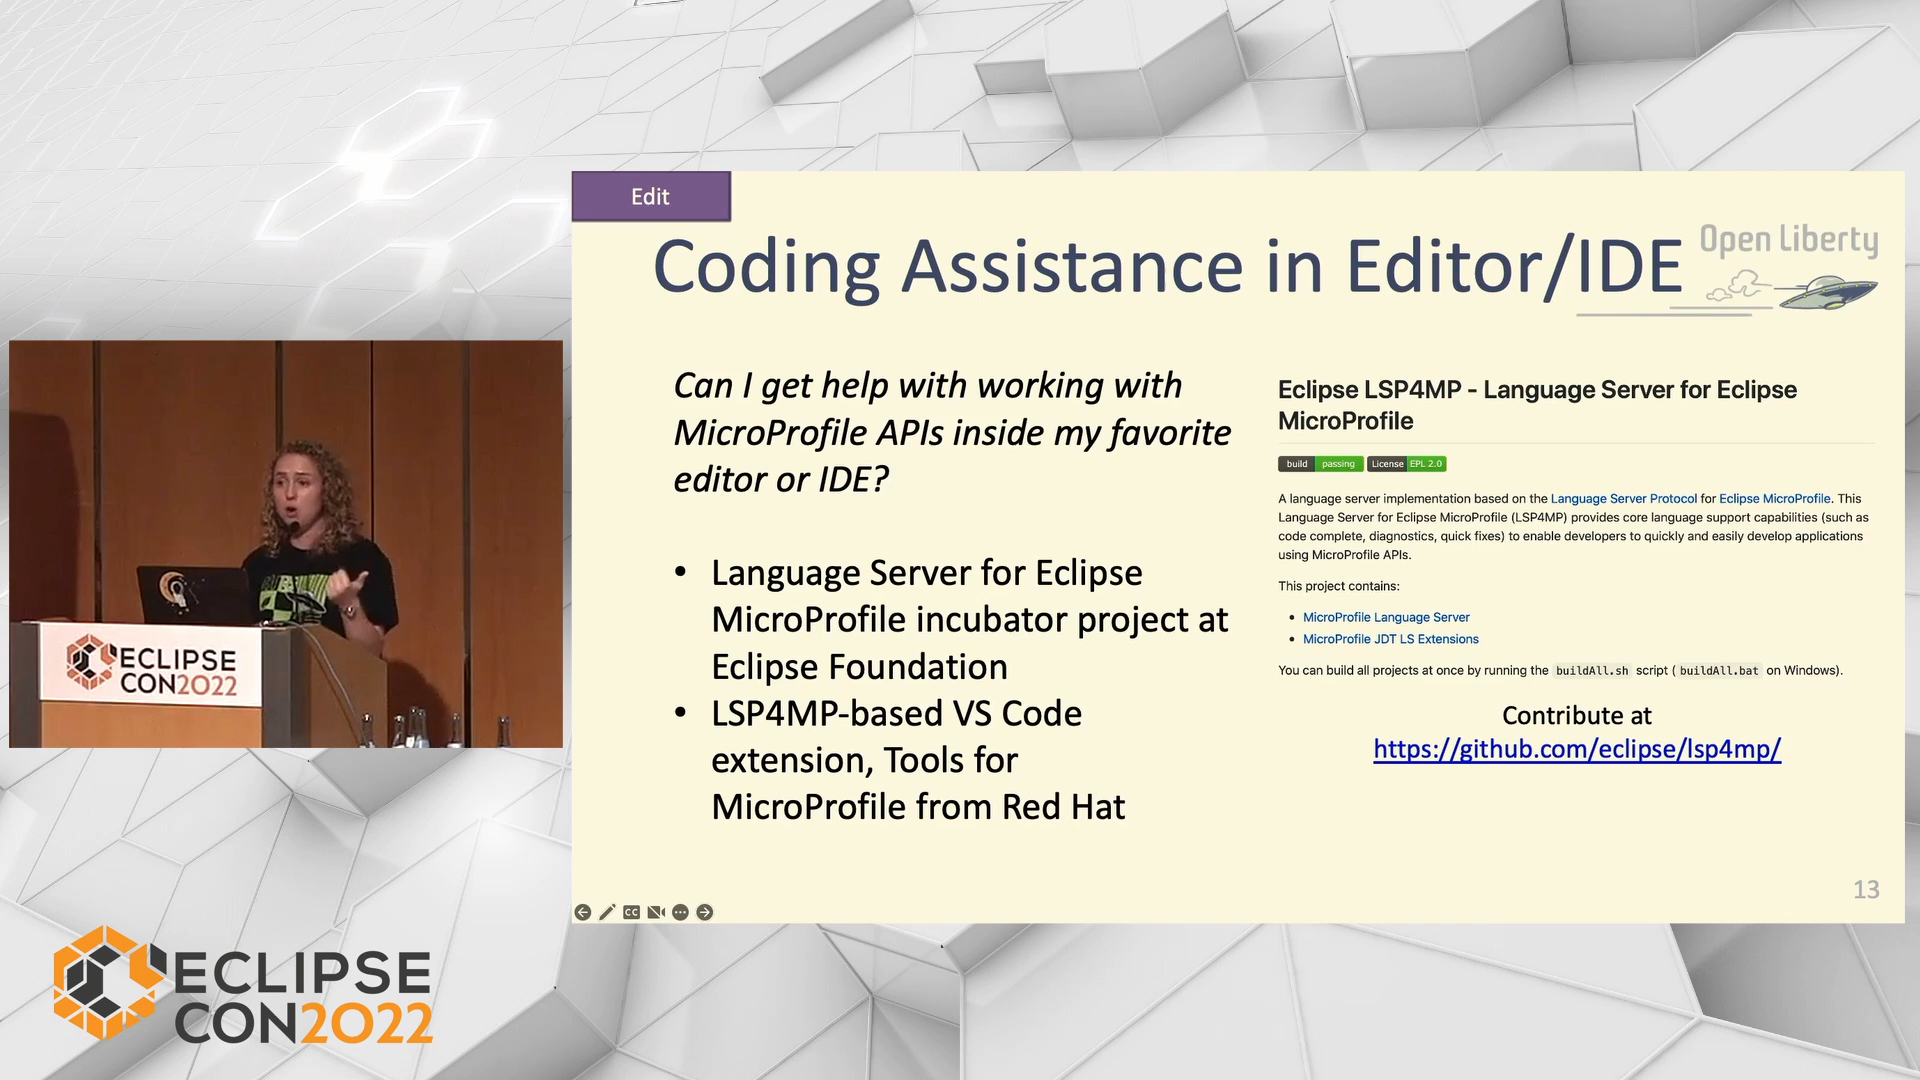 Edit
Coding Assistance in Editor/IDE
Open Liberty
Can I get help with working with
MicroProfile APIs inside my favorite
editor or IDE?
• Language Server for Eclipse
MicroProfile incubator project at
Eclipse Foundation
• LSP4MP-based VS Code
extension, Tools for
MicroProfile from Red Hat
Eclipse LSP4MP - Language Server for Eclipse
MicroProfile
build passing License EPL 2.0
A language server implementation based on the Language Server Protocol for Eclipse MicroProfile. This
Language Server for Eclipse MicroProfile (LSP4MP) provides core language support capabilities (such as
code complete, diagnostics, quick fixes) to enable developers to quickly and easily develop applications
using MicroProfile APIs.
This project contains:
• MicroProfile Language Server
• MicroProfile JDT LS Extensions
You can build all projects at once by running the buildAll.sh script ( buildAll.bat on Windows).
Contribute at
https://github.com/eclipse/lsp4mp/
13
CC
ECLIPSE
CON2022
ECLIPSE
CON2022